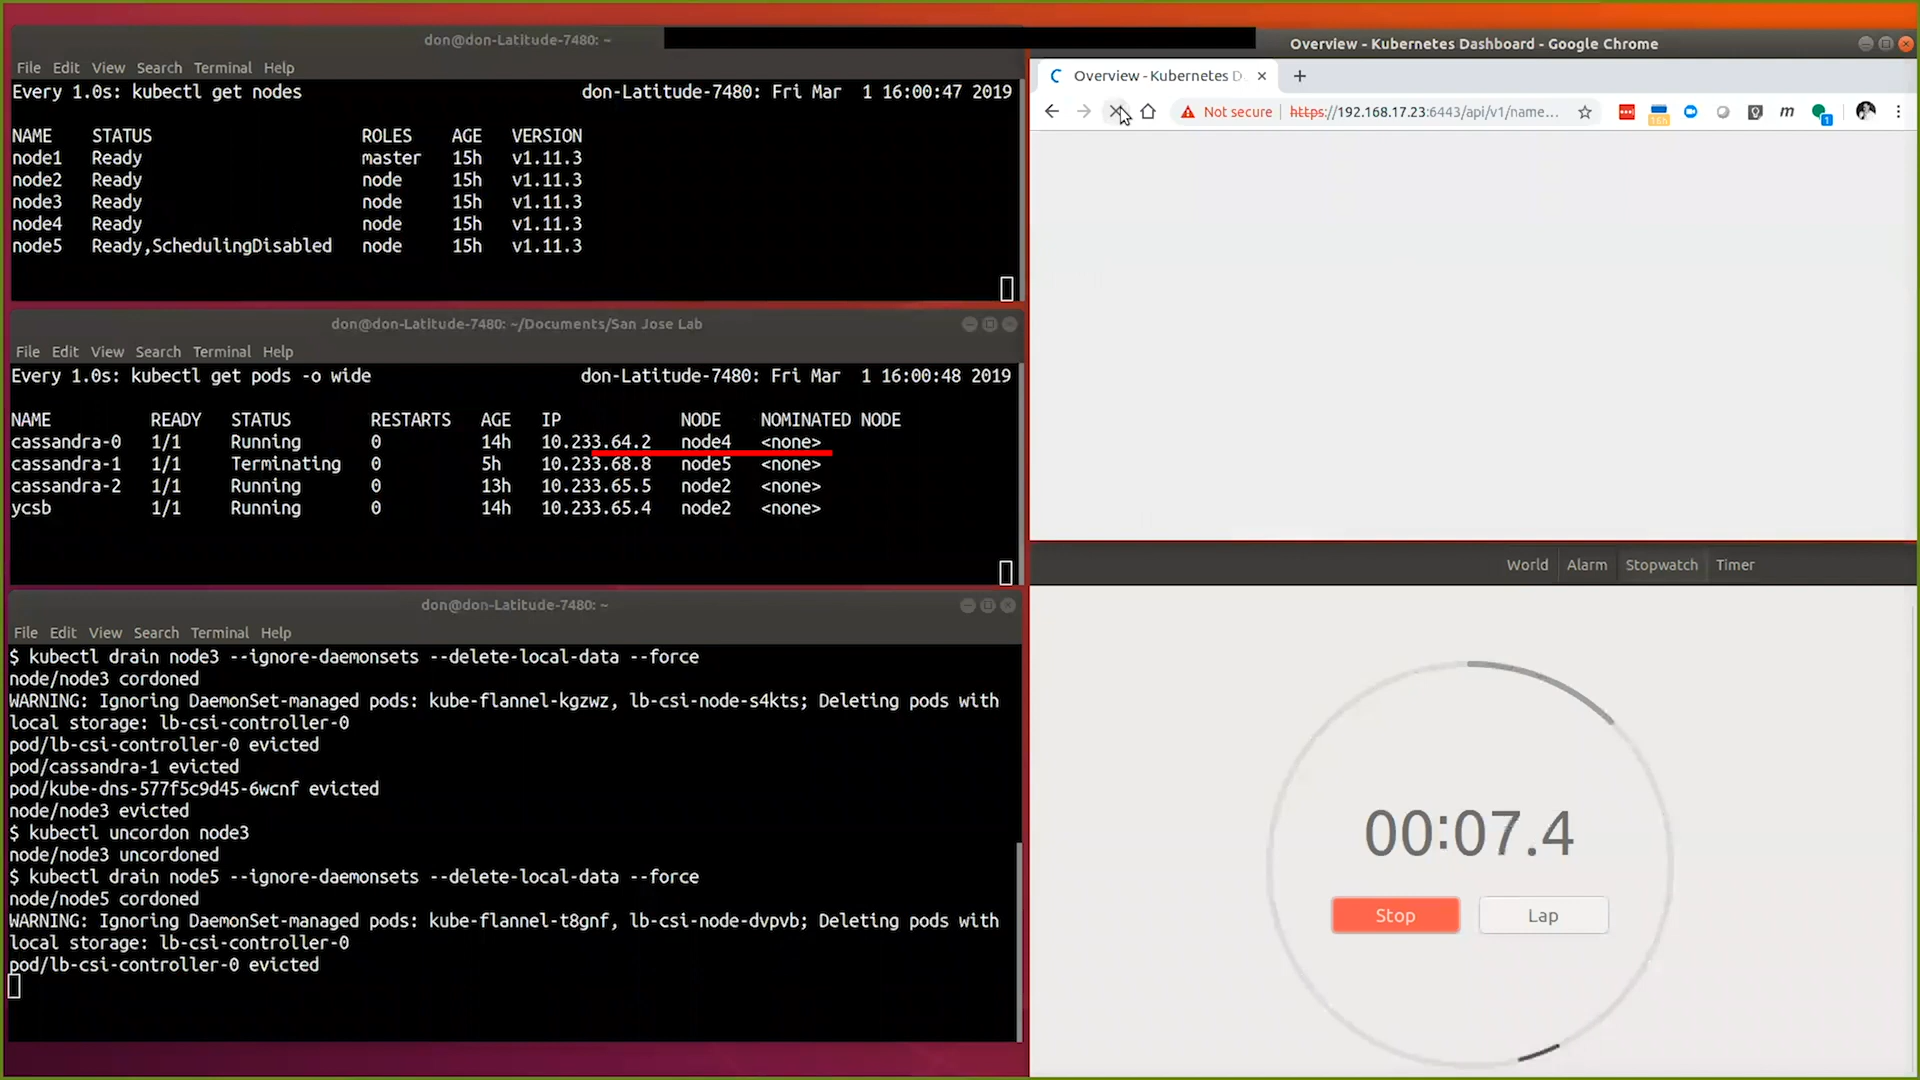 don@don-Latitude-7480: ~
File Edit View Search Terminal Help
Every 1.0s: kubectl get nodes don-Latitude-7480: Fri Mar 1 16:00:47 2019
NAME STATUS ROLES AGE VERSION
node1 Ready master 15h v1.11.3
node2 Ready node 15h v1.11.3
node3 Ready node 15h v1.11.3
node4 Ready node 15h v1.11.3
node5 Ready,SchedulingDisabled node 15h v1.11.3
don@don-Latitude-7480: ~/Documents/San Jose Lab
File Edit View Search Terminal Help
Every 1.0s: kubectl get pods -o wide don-Latitude-7480: Fri Mar 1 16:00:48 2019
NAME READY STATUS RESTARTS AGE IP NODE NOMINATED NODE
cassandra-0 1/1 Running 0 14h 10.233.64.2 node4 <none>
cassandra-1 1/1 Terminating 0 5h 10.233.68.8 node5 <none>
cassandra-2 1/1 Running 0 13h 10.233.65.5 node2 <none>
ycsb 1/1 Running 0 14h 10.233.65.4 node2 <none>
don@don-Latitude-7480: ~
File Edit View Search Terminal Help
$ kubectl drain node3 --ignore-daemonsets --delete-local-data --force
node/node3 cordoned
WARNING: Ignoring DaemonSet-managed pods: kube-flannel-kgzwz, lb-csi-node-s4kts; Deleting pods with
local storage: lb-csi-controller-0
pod/lb-csi-controller-0 evicted
pod/cassandra-1 evicted
pod/kube-dns-577f5c9d45-6wcnf evicted
node/node3 evicted
$ kubectl uncordon node3
node/node3 uncordoned
$ kubectl drain node5 --ignore-daemonsets --delete-local-data --force
node/node5 cordoned
WARNING: Ignoring DaemonSet-managed pods: kube-flannel-t8gnf, lb-csi-node-dvpvb; Deleting pods with
local storage: lb-csi-controller-0
pod/lb-csi-controller-0 evicted
Overview - Kubernetes Dashboard - Google Chrome
Overview - Kubernetes D
Not secure https://192.168.17.23:6443/api/v1/name...
m
1
World Alarm Stopwatch Timer
00:07.4
Stop Lap